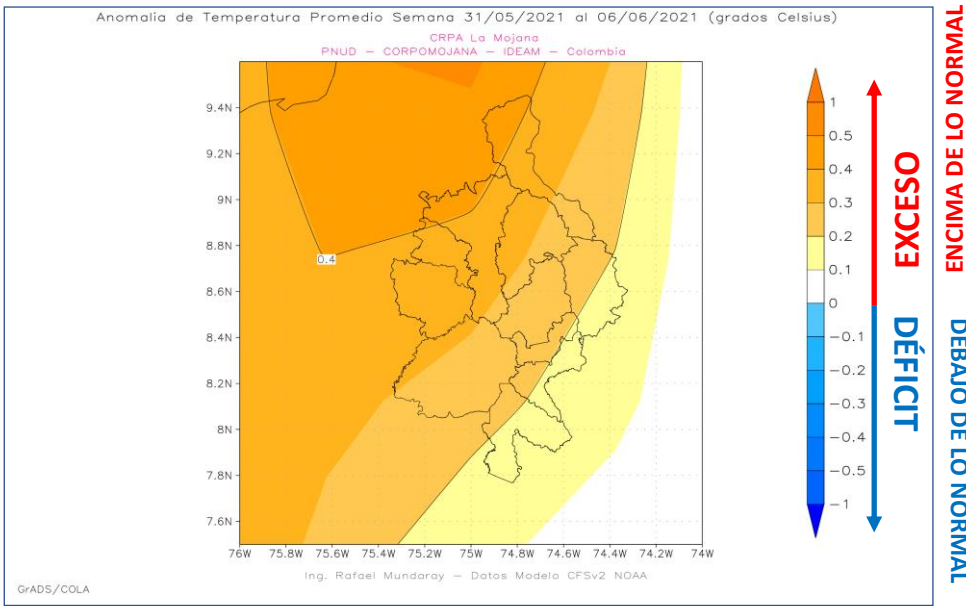 Anomalia de Temperatura Promedio Semana 31/05/2021 al 06/06/2021 (grados Celsius)
CRPA La Mojana
PNUD – CORPOMOJANA – IDEAM – Colombia
9.4N
9.2N
9N
8.8N
8.6N
8.4N
8.2N
8N
7.8N
7.6N
0.4
76W 75.8W 75.6W 75.4W 75.2W 75W 74.8W 74.6W 74.4W 74.2W 74W
Ing. Rafael Mundaray – Datos Modelo CFSv2 NOAA
GrADS/COLA
1
0.5
0.4
0.3
0.2
0.1
0
−0.1
−0.2
−0.3
−0.4
−0.5
−1
EXCESO
DÉFICIT
ENCIMA DE LO NORMAL
DEBAJO DE LO NORMAL